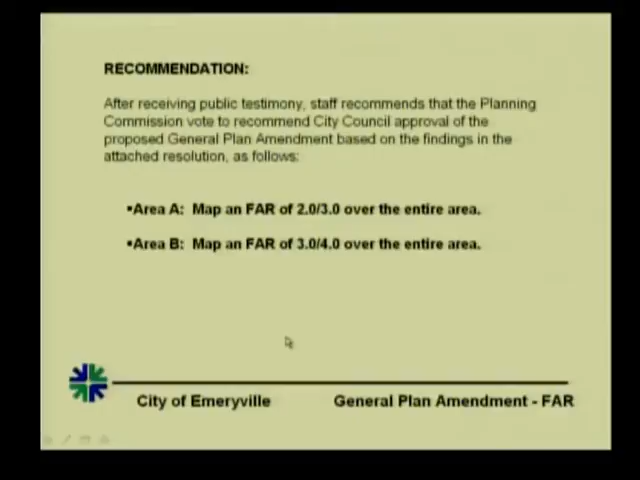 RECOMMENDATION:
After receiving public testimony, staff recommends that the Planning
Commission vote to recommend City Council approval of the
proposed General Plan Amendment based on the findings in the
attached resolution, as follows:
▪Area A: Map an FAR of 2.0/3.0 over the entire area.
▪Area B: Map an FAR of 3.0/4.0 over the entire area.
City of Emeryville
General Plan Amendment - FAR